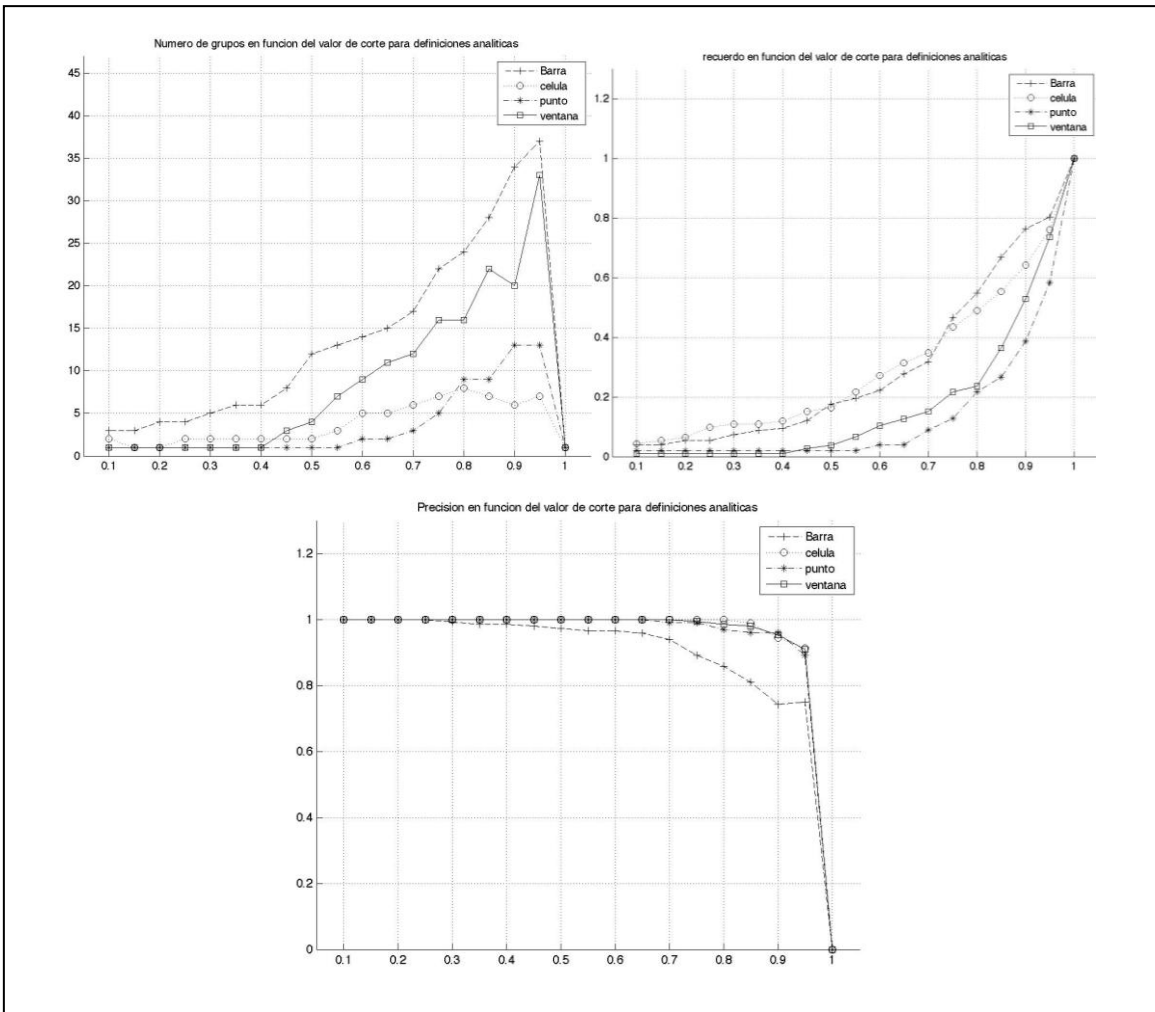 Numero de grupos en funcion del valor de corte para definiciones analiticas
45
40
35
30
25
20
15
10
5
0
0.1 0.2 0.3 0.4 0.5 0.6 0.7 0.8 0.9 1
Barra
celula
punto
ventana
recuerdo en funcion del valor de corte para definiciones analiticas
1.2
1
0.8
0.6
0.4
0.2
0
0.1 0.2 0.3 0.4 0.5 0.6 0.7 0.8 0.9 1
Barra
celula
punto
ventana
Precision en funcion del valor de corte para definiciones analiticas
1.2
1
0.8
0.6
0.4
0.2
0
0.1 0.2 0.3 0.4 0.5 0.6 0.7 0.8 0.9 1
Barra
celula
punto
ventana